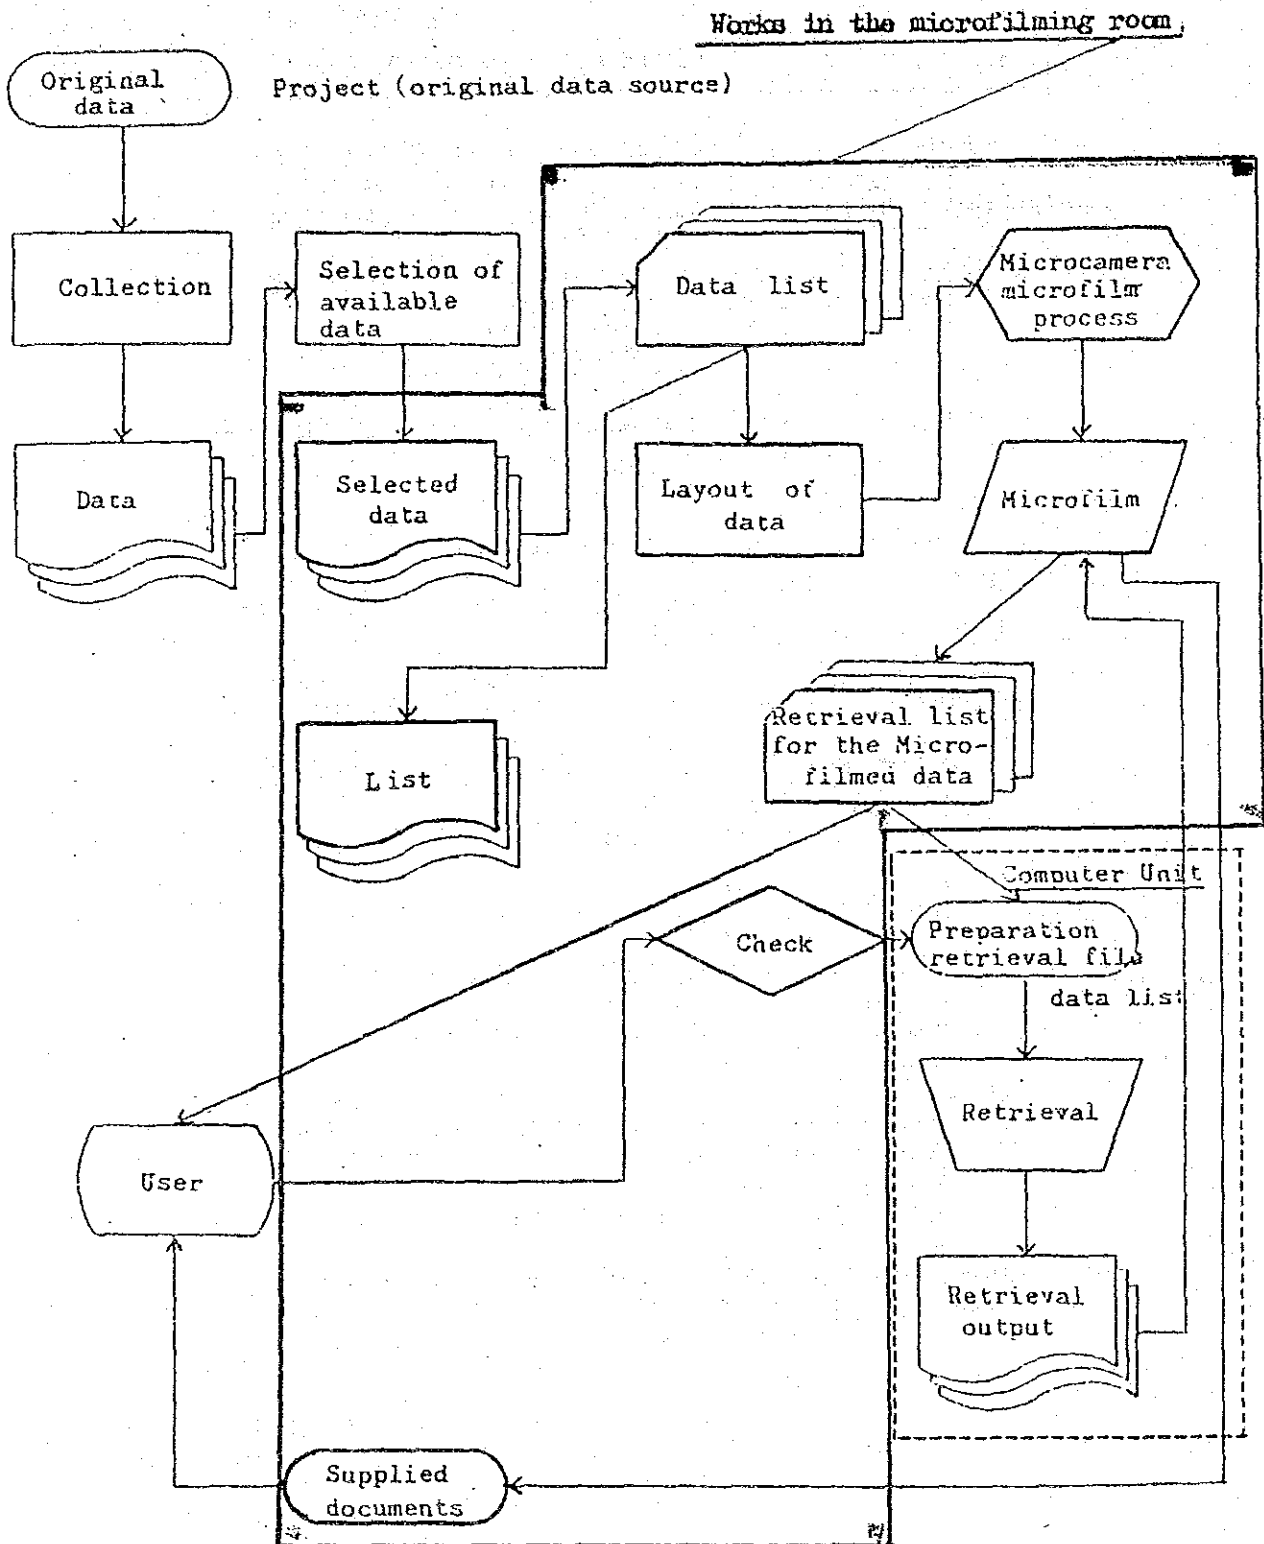 Works in the microfilming room
Original
data
Project (original data source)
Collection
Selection of
available
data
Data list
Microcamera
microfilm
process
Data
Selected
data
Layout of
data
Microfilm
List
Retrieval list
for the Micro-
filmed data
Computer Unit
Check
Preparation
retrieval file
data list
Retrieval
User
Retrieval
output
Supplied
documents